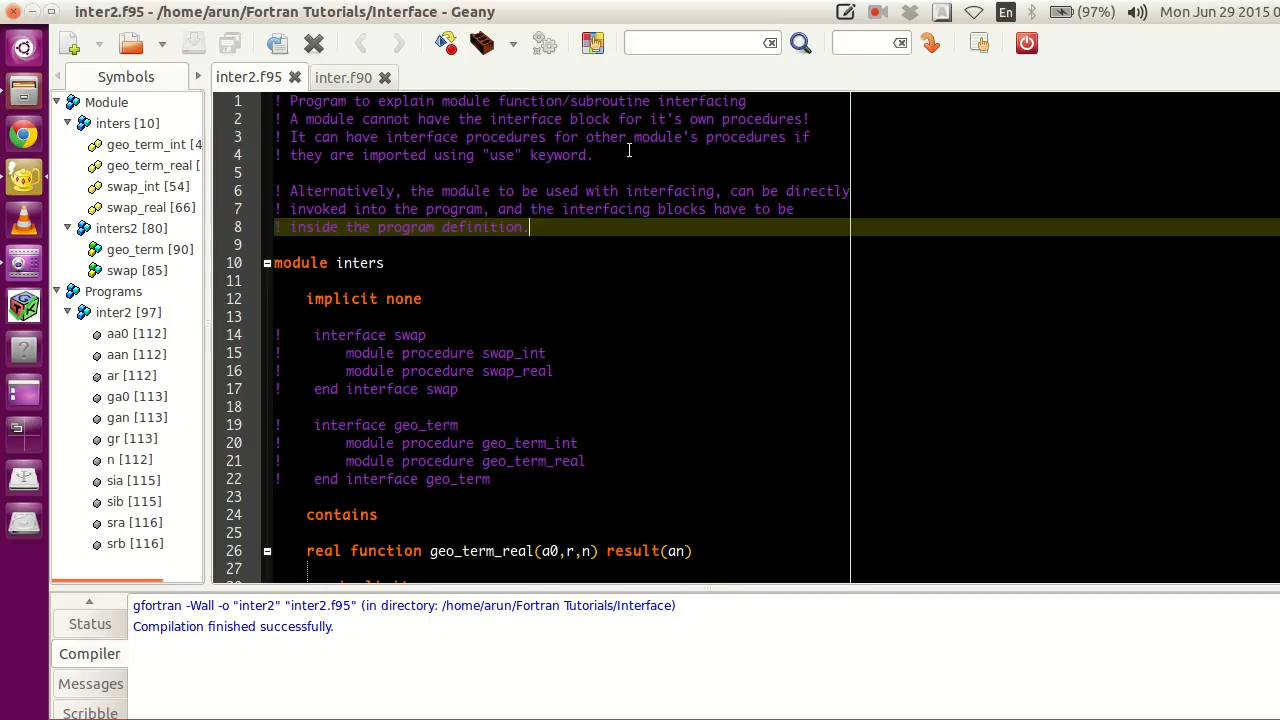 inter2.f95 - /home/arun/Fortran Tutorials/Interface - Geany
En
(97%)
Mon Jun 29 2015 0
Symbols
inter2.f95
inter.f90
Module
inters [10]
geo_term_int [4
geo_term_real [
swap_int [54]
swap_real [66]
inters2 [80]
geo_term [90]
swap [85]
Programs
inter2 [97]
aa0 [112]
aan [112]
ar [112]
ga0 [113]
gan [113]
gr [113]
n [112]
sia [115]
sib [115]
sra [116]
srb [116]
1 ! Program to explain module function/subroutine interfacing
2 ! A module cannot have the interface block for it's own procedures!
3 ! It can have interface procedures for other module's procedures if
4 ! they are imported using "use" keyword.
5
6 ! Alternatively, the module to be used with interfacing, can be directly
7 ! invoked into the program, and the interfacing blocks have to be
8 ! inside the program definition.
9
10 module inters
11
12 implicit none
13
14 ! interface swap
15 ! module procedure swap_int
16 ! module procedure swap_real
17 ! end interface swap
18
19 ! interface geo_term
20 ! module procedure geo_term_int
21 ! module procedure geo_term_real
22 ! end interface geo_term
23
24 contains
25
26 real function geo_term_real(a0,r,n) result(an)
27
Status
Compiler
Messages
Scribble
gfortran -Wall -o "inter2" "inter2.f95" (in directory: /home/arun/Fortran Tutorials/Interface)
Compilation finished successfully.